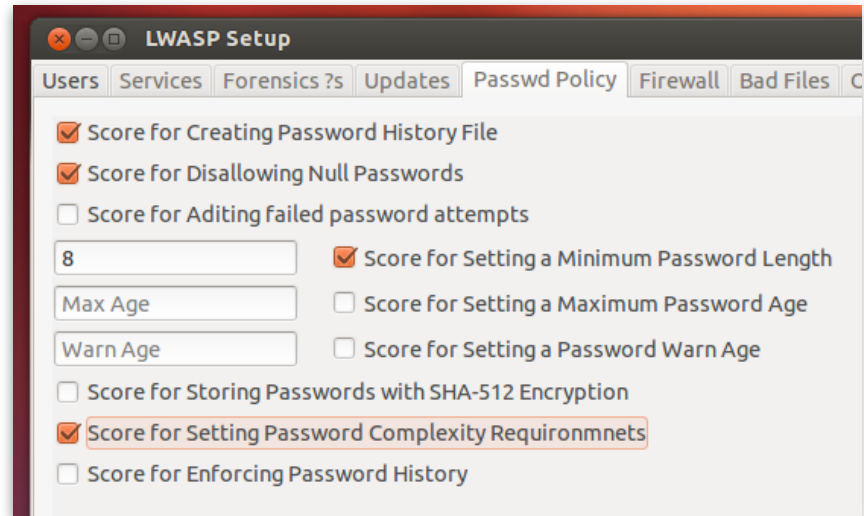 LWASP Setup
Users Services Forensics ?s Updates Passwd Policy Firewall Bad Files
Score for Creating Password History File
Score for Disallowing Null Passwords
Score for Aditing failed password attempts
8 Score for Setting a Minimum Password Length
Max Age Score for Setting a Maximum Password Age
Warn Age Score for Setting a Password Warn Age
Score for Storing Passwords with SHA-512 Encryption
Score for Setting Password Complexity Requironmnets
Score for Enforcing Password History